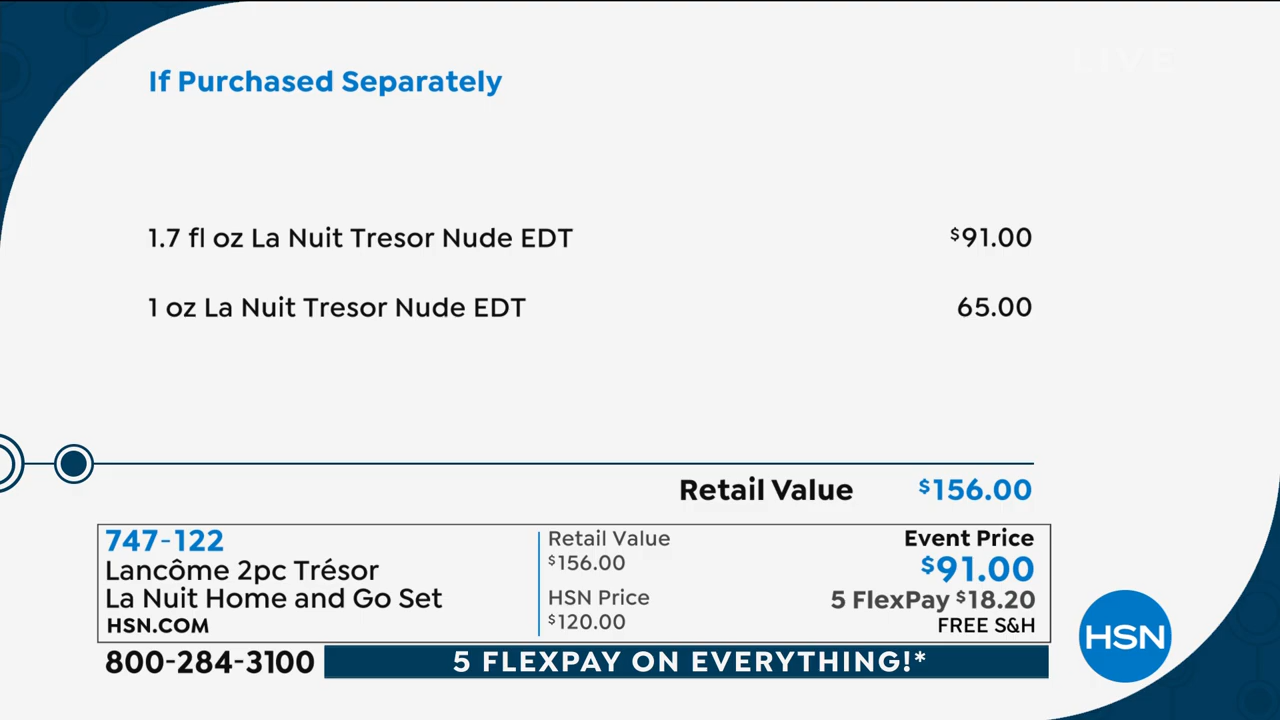 LIVE
If Purchased Separately
1.7 fl oz La Nuit Tresor Nude EDT $91.00
1 oz La Nuit Tresor Nude EDT 65.00
Retail Value $156.00
747-122
Lancôme 2pc Trésor
La Nuit Home and Go Set
HSN.COM
Retail Value
$156.00
HSN Price
$120.00
Event Price
$91.00
5 FlexPay $18.20
FREE S&H
HSN
800-284-3100
5 FLEXPAY ON EVERYTHING!*